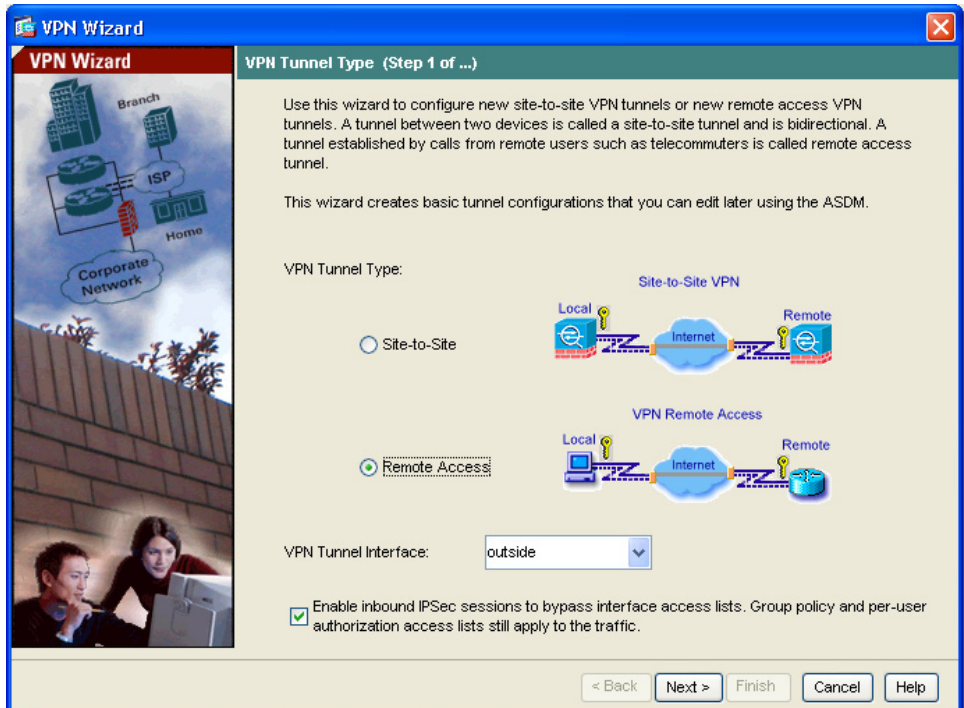 VPN Wizard
VPN Wizard
Branch
ISP
Home
Corporate
Network
VPN Tunnel Type (Step 1 of ...)
Use this wizard to configure new site-to-site VPN tunnels or new remote access VPN
tunnels. A tunnel between two devices is called a site-to-site tunnel and is bidirectional. A
tunnel established by calls from remote users such as telecommuters is called remote access
tunnel.
This wizard creates basic tunnel configurations that you can edit later using the ASDM.
VPN Tunnel Type:
Site-to-Site VPN
Local
Remote
Internet
Site-to-Site
VPN Remote Access
Local
Remote
Internet
Remote Access
VPN Tunnel Interface: outside
Enable inbound IPSec sessions to bypass interface access lists. Group policy and per-user
authorization access lists still apply to the traffic.
< Back Next > Finish Cancel Help